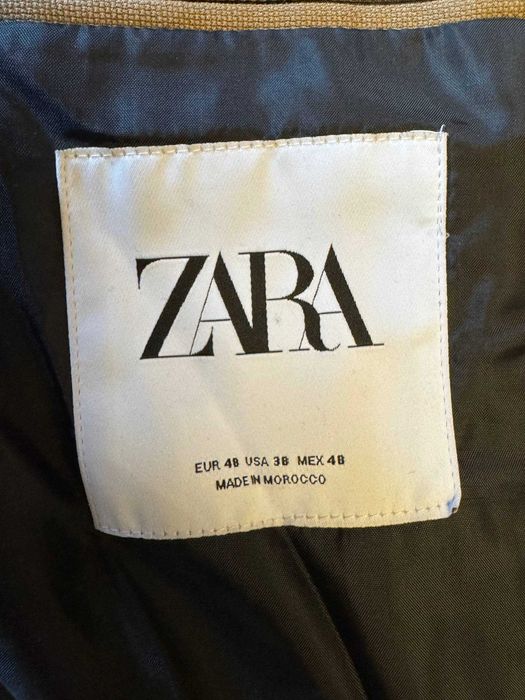 ZARA
EUR 48 USA 38 MEX 48
MADE IN MOROCCO